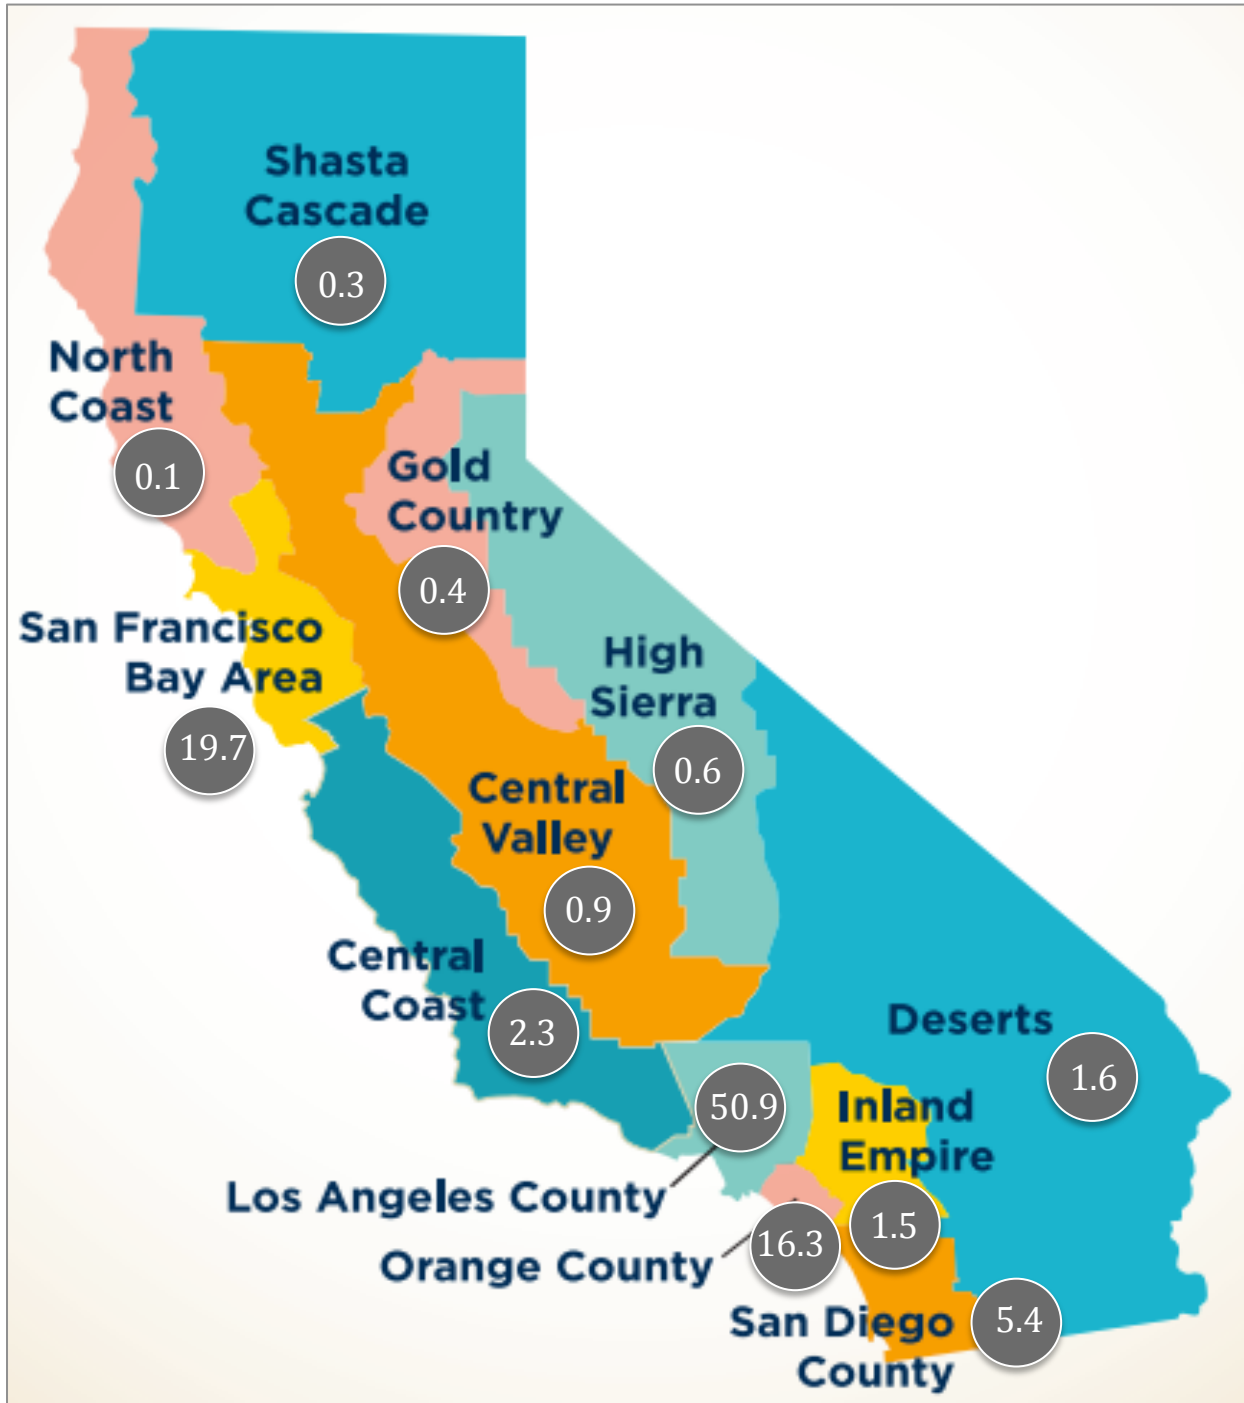 Shasta
Cascade
0.3
North
Coast
0.1
Gold
Country
0.4
San Francisco
Bay Area
19.7
High
Sierra
0.6
Central
Valley
0.9
Central
Coast
2.3
Deserts
1.6
50.9
Inland
Empire
1.5
Los Angeles County
Orange County
16.3
San Diego
County
5.4